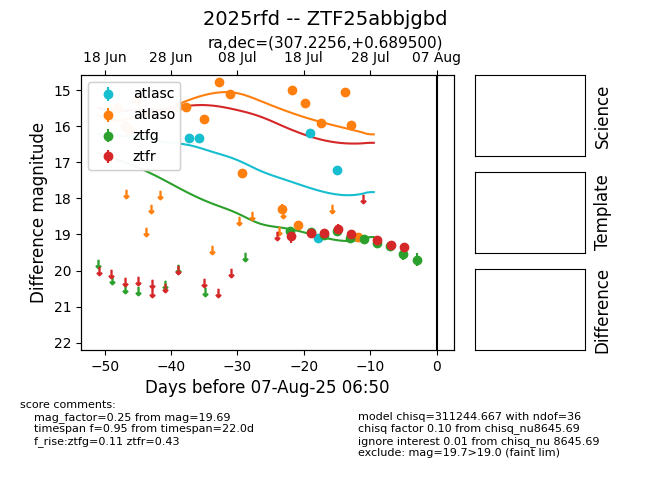 2025rfd -- ZTF25abbjgbd
ra,dec=(307.2256,+0.689500)
18 Jun 28 Jun 08 Jul 18 Jul 28 Jul 07 Aug
atlasc
atlaso
ztfg
ztfr
15
16
17
18
19
20
21
22
Difference magnitude
−50 −40 −30 −20 −10 0
Days before 07-Aug-25 06:50
Science
Template
Difference
score comments:
mag_factor=0.25 from mag=19.69
timespan f=0.95 from timespan=22.0d
f_rise:ztfg=0.11 ztfr=0.43
model chisq=311244.667 with ndof=36
chisq factor 0.10 from chisq_nu8645.69
ignore interest 0.01 from chisq_nu 8645.69
exclude: mag=19.7>19.0 (faint lim)